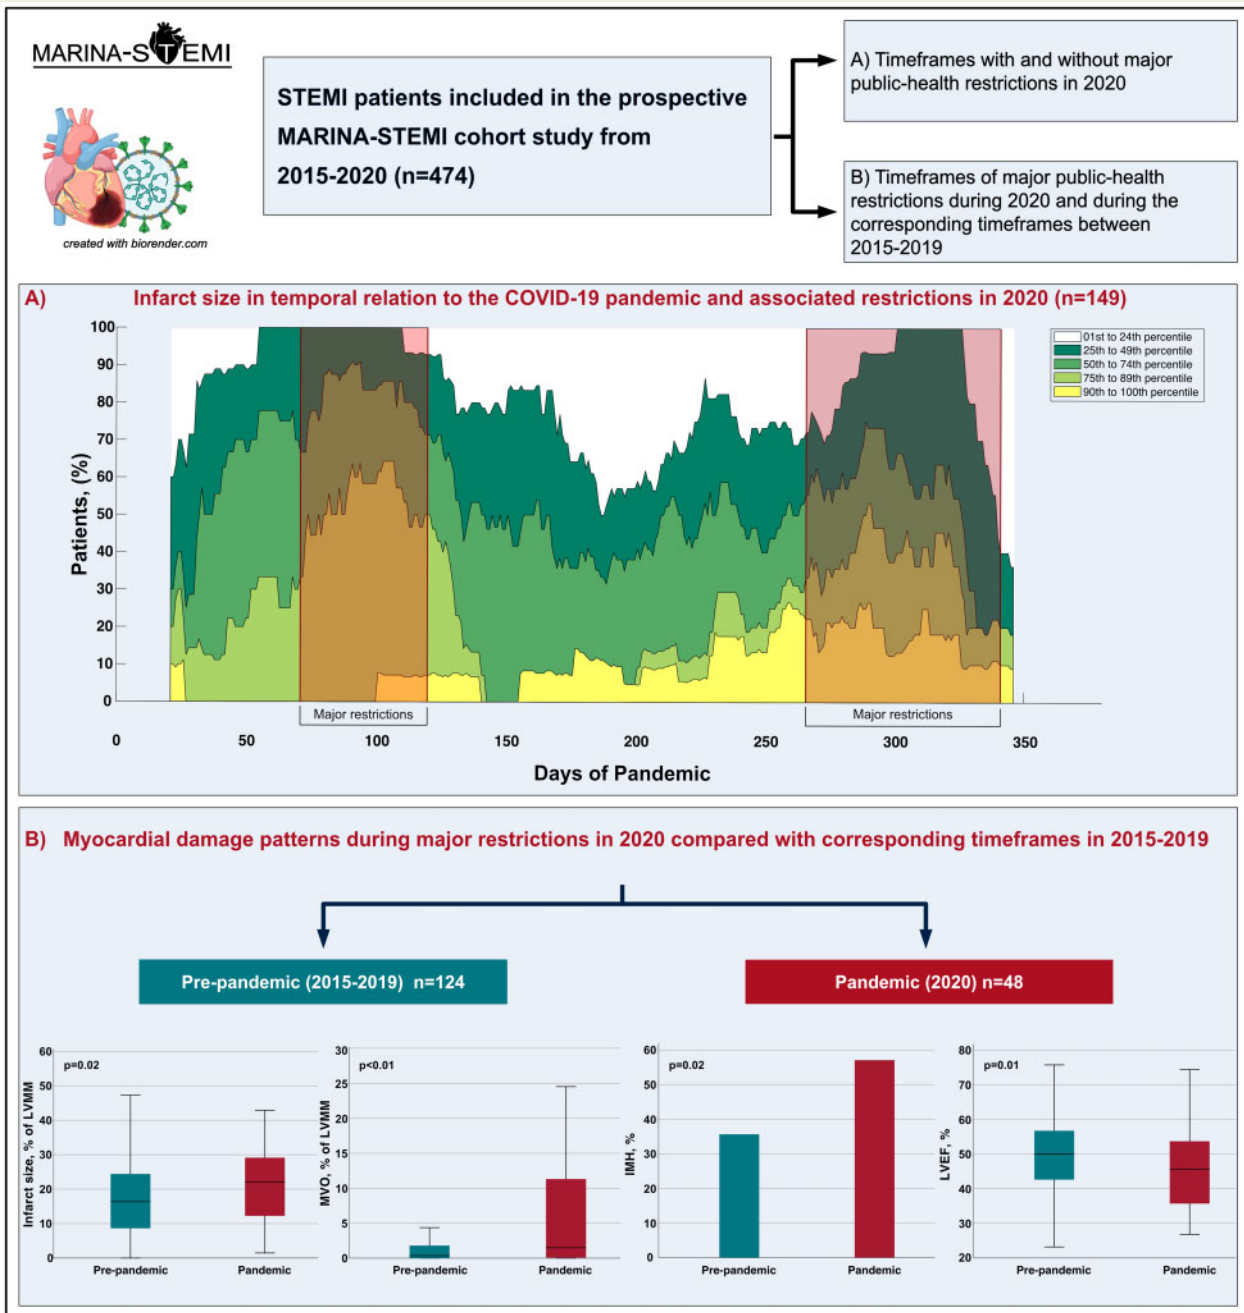 MARINA-STEMI
created with biorender.com
STEMI patients included in the prospective
MARINA-STEMI cohort study from
2015-2020 (n=474)
A) Timeframes with and without major
public-health restrictions in 2020
B) Timeframes of major public-health
restrictions during 2020 and during the
corresponding timeframes between
2015-2019
A) Infarct size in temporal relation to the COVID-19 pandemic and associated restrictions in 2020 (n=149)
Patients, (%)
100
90
80
70
60
50
40
30
20
10
0
01st to 24th percentile
25th to 49th percentile
50th to 74th percentile
75th to 89th percentile
90th to 100th percentile
Major restrictions
Major restrictions
0 50 100 150 200 250 300 350
Days of Pandemic
B) Myocardial damage patterns during major restrictions in 2020 compared with corresponding timeframes in 2015-2019
Pre-pandemic (2015-2019) n=124
Pandemic (2020) n=48
Infarct size, % of LVMM
60
50
40
30
20
10
0
p=0.02
Pre-pandemic Pandemic
MVO, % of LVMM
30
25
20
15
10
5
0
p<0.01
Pre-pandemic Pandemic
IMH, %
60
50
40
30
20
10
0
p=0.02
Pre-pandemic Pandemic
LVEF, %
80
70
60
50
40
30
20
p=0.01
Pre-pandemic Pandemic